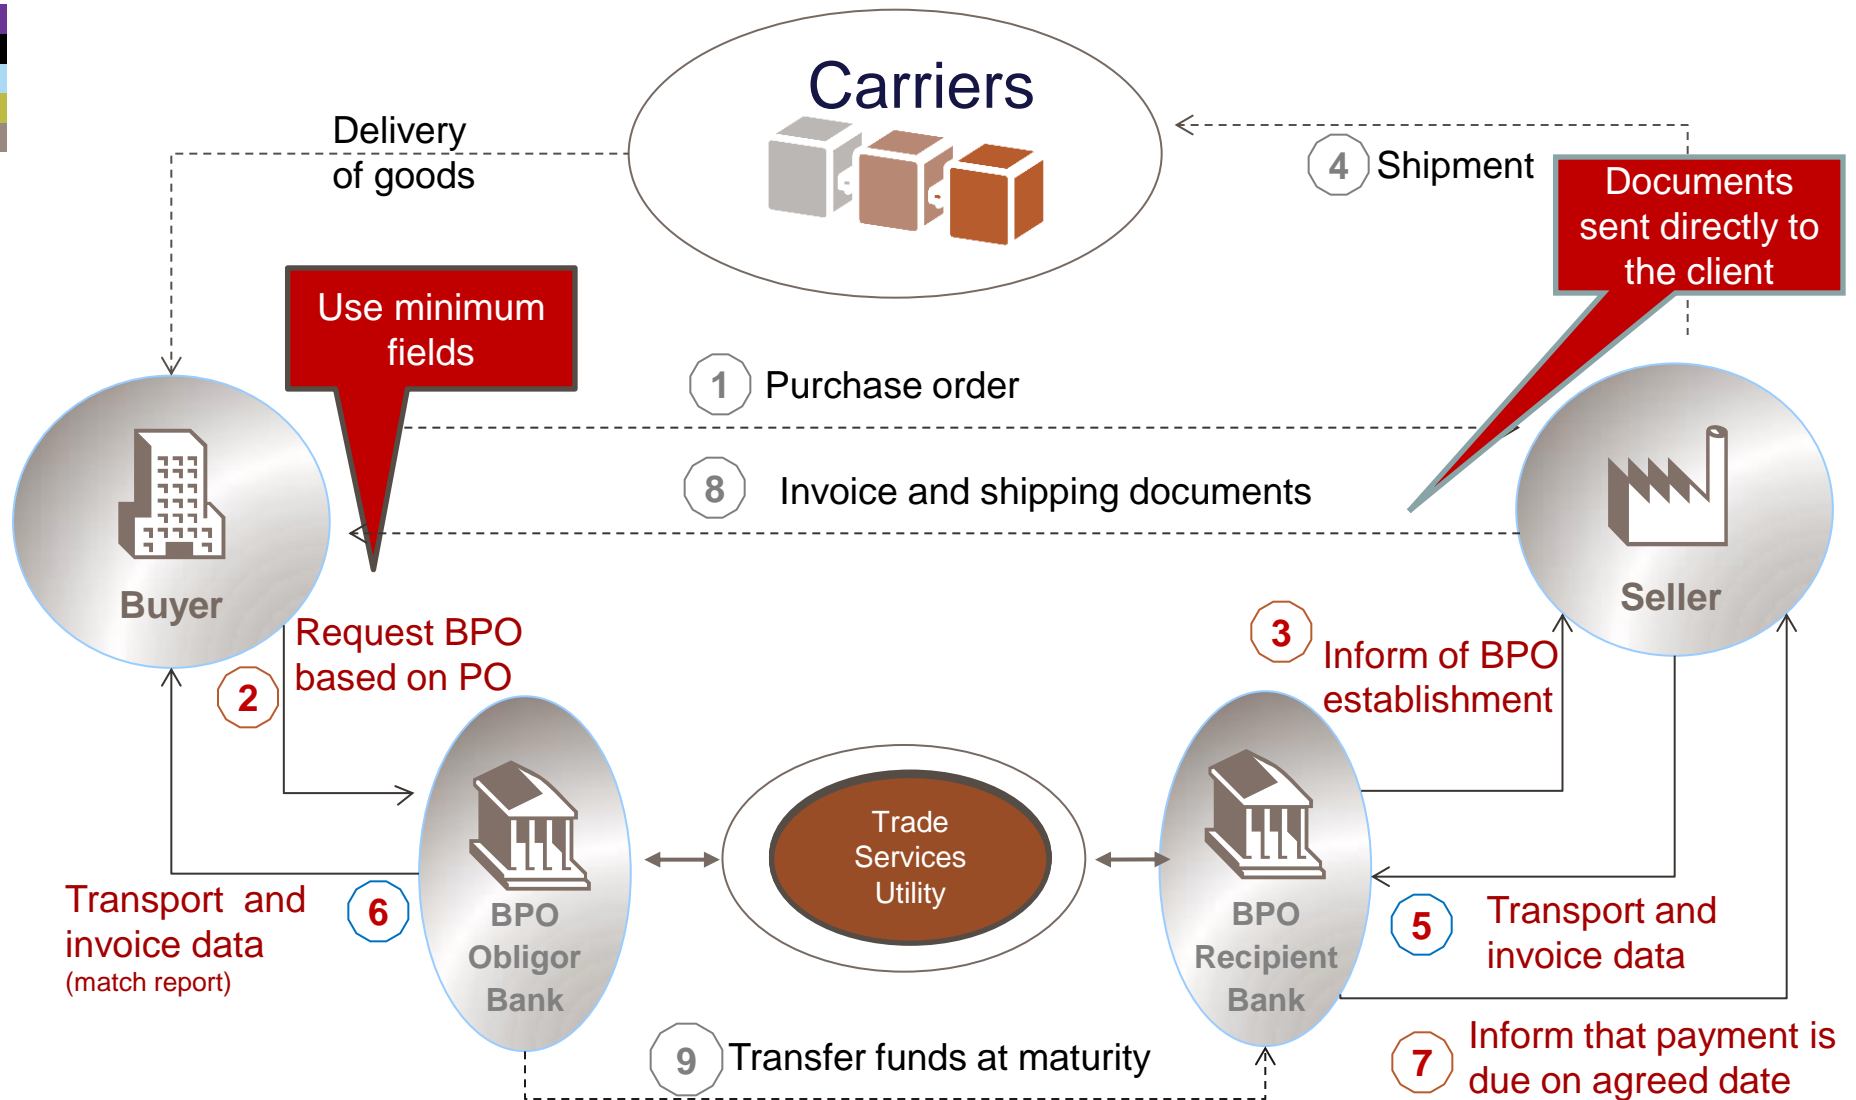 Carriers
Delivery
of goods
4
Shipment
Documents
sent directly to
the client
Use minimum
fields
1
Purchase order
8
Invoice and shipping documents
Buyer
Seller
Request BPO
based on PO
2
3
Inform of BPO
establishment
Trade
Services
Utility
Transport and
invoice data
(match report)
6
BPO
Obligor
Bank
BPO
Recipient
Bank
5
Transport and
invoice data
9
Transfer funds at maturity
7
Inform that payment is
due on agreed date